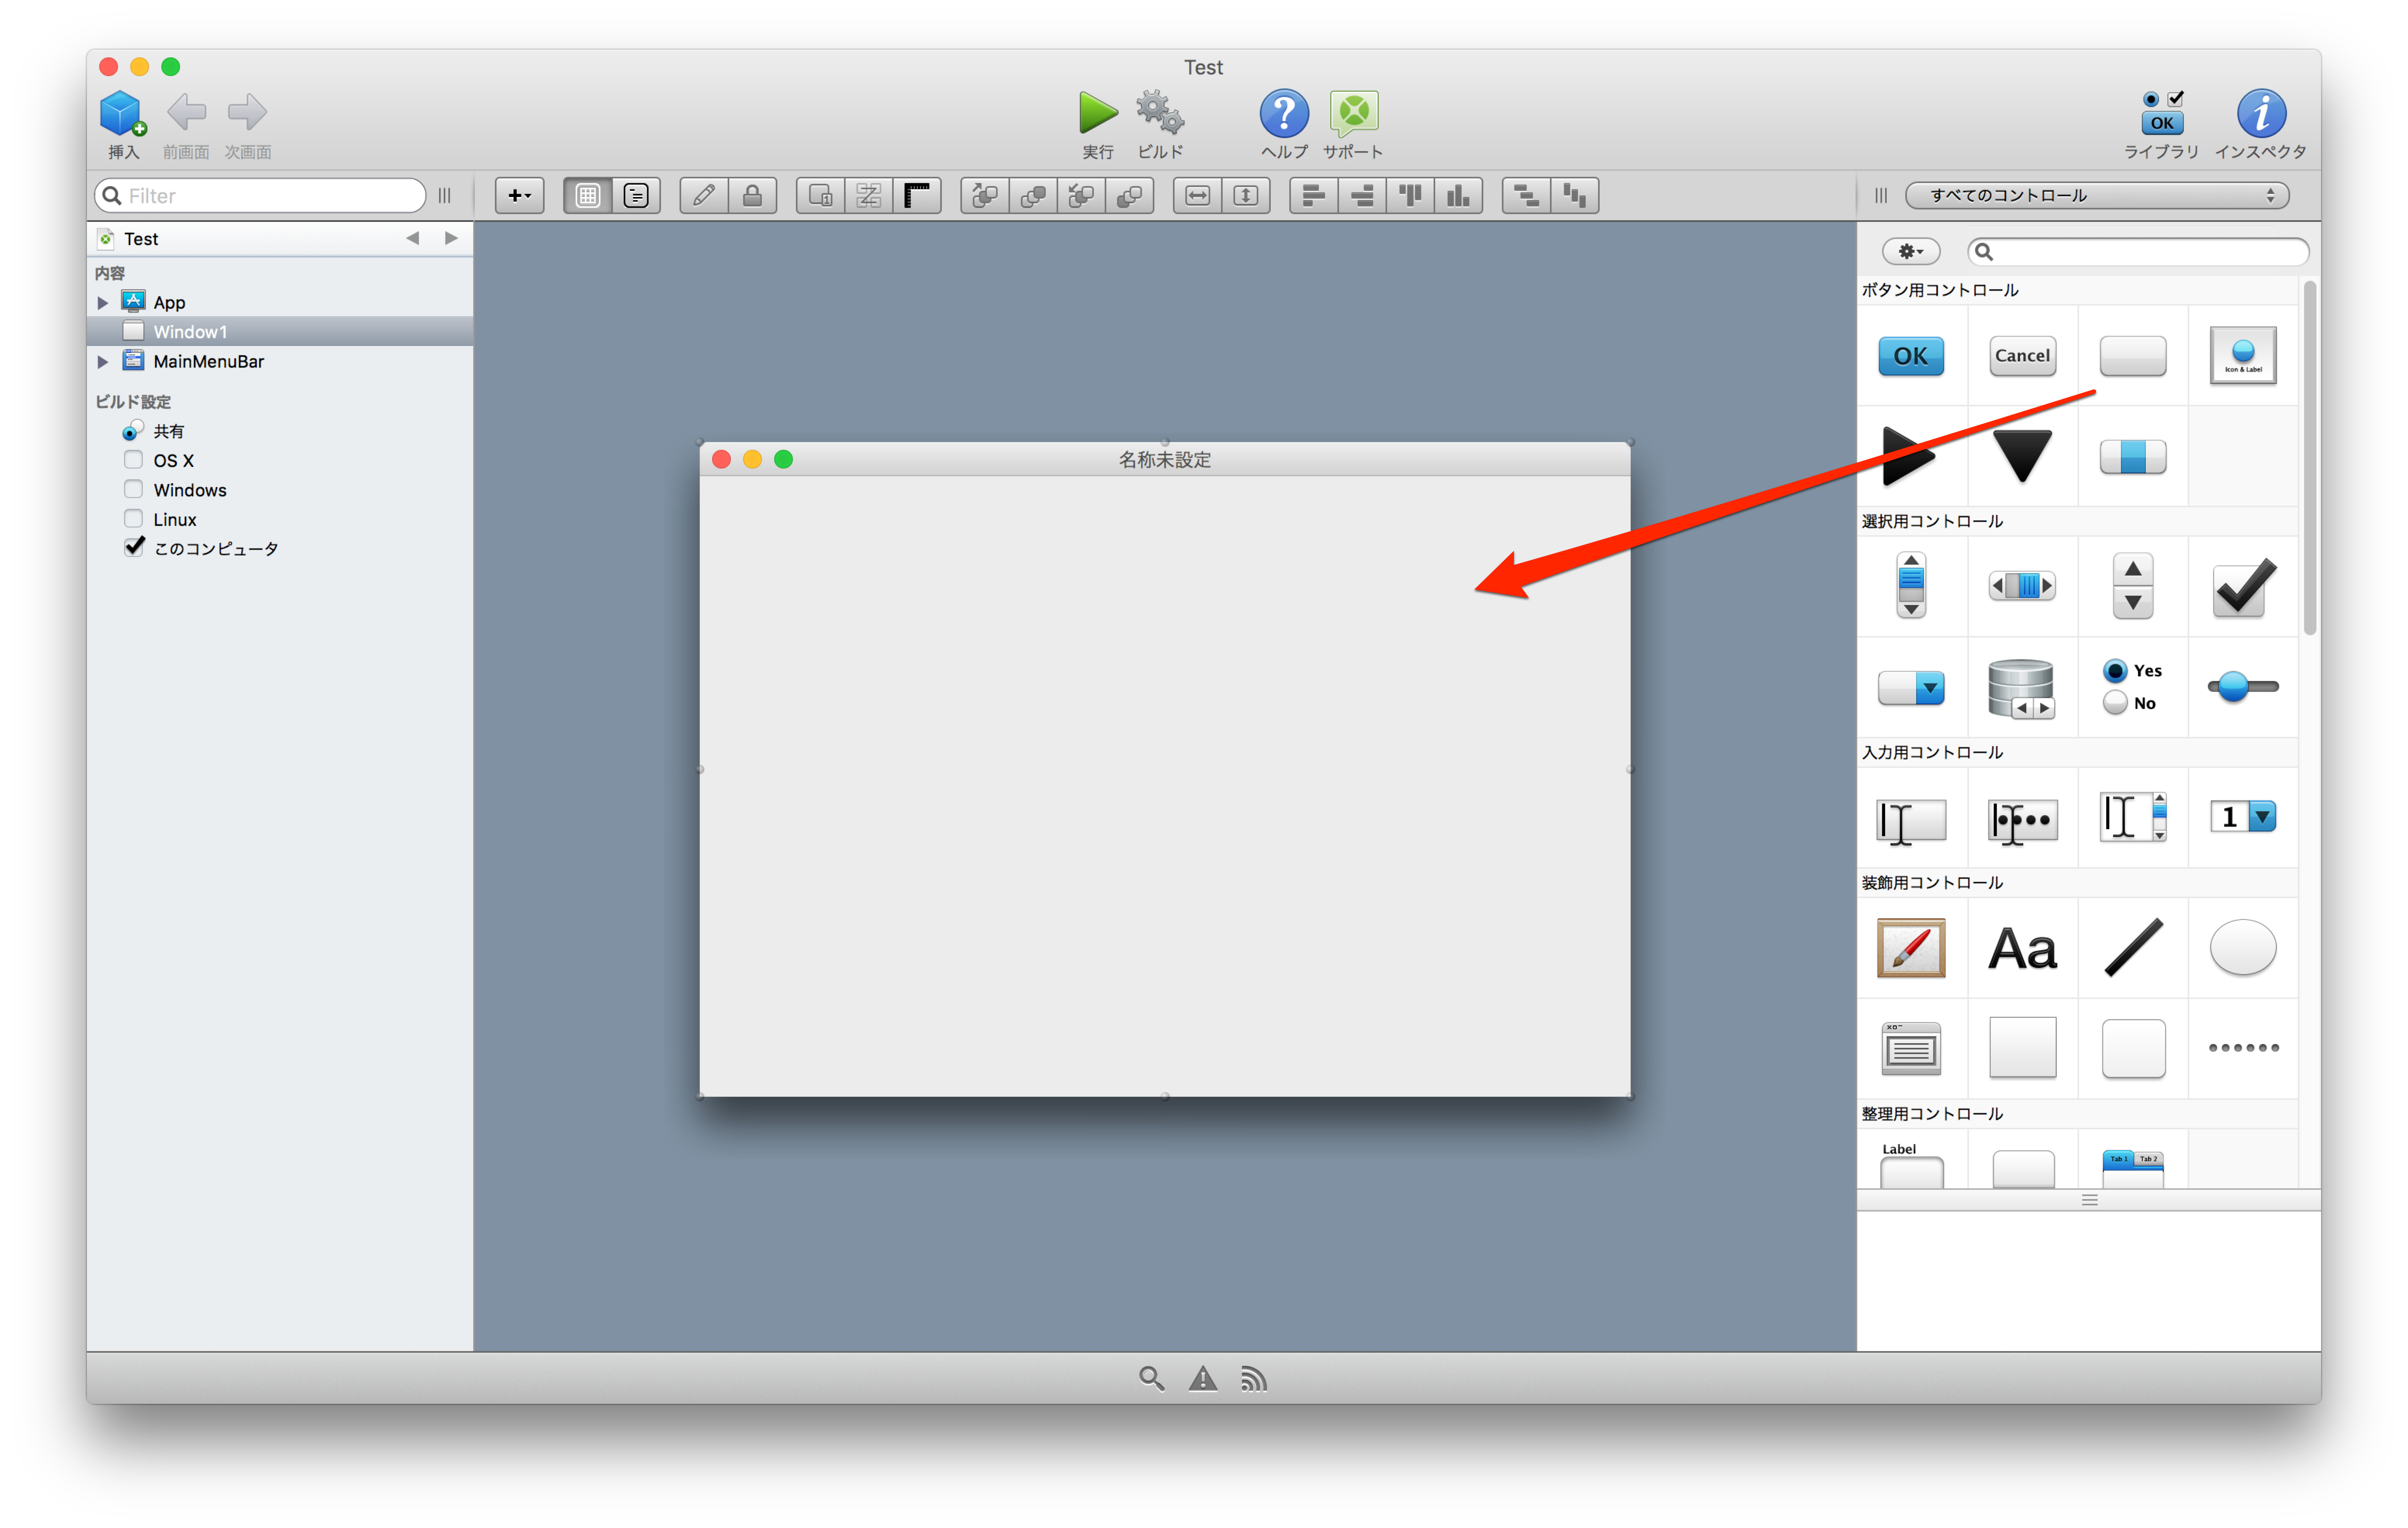 Test
挿入 前画面 次画面
実行 ビルド ヘルプ サポート
OK
ライブラリ インスペクタ
Filter
すべてのコントロール
Test
内容
App
Window1
MainMenuBar
ビルド設定
共有
OS X
Windows
Linux
このコンピュータ
名称未設定
ボタン用コントロール
OK Cancel
Icon & Label
選択用コントロール
Yes
No
入力用コントロール
1
装飾用コントロール
Aa
整理用コントロール
Label
Tab 1 Tab 2